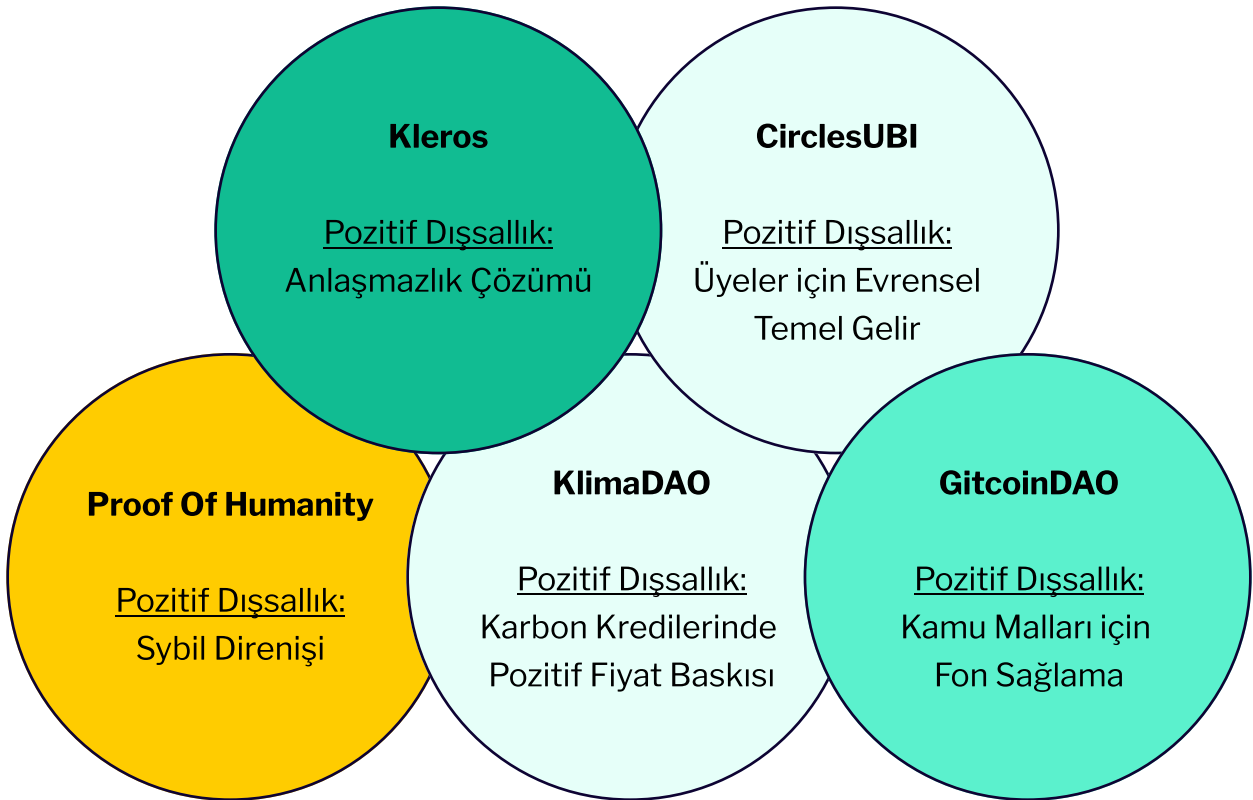 Kleros
Pozitif Dışsallık:
Anlaşmazlık Çözümü
CirclesUBI
Pozitif Dışsallık:
Üyeler için Evrensel
Temel Gelir
Proof Of Humanity
Pozitif Dışsallık:
Sybil Direnişi
KlimaDAO
Pozitif Dışsallık:
Karbon Kredilerinde
Pozitif Fiyat Baskısı
GitcoinDAO
Pozitif Dışsallık:
Kamu Malları için
Fon Sağlama